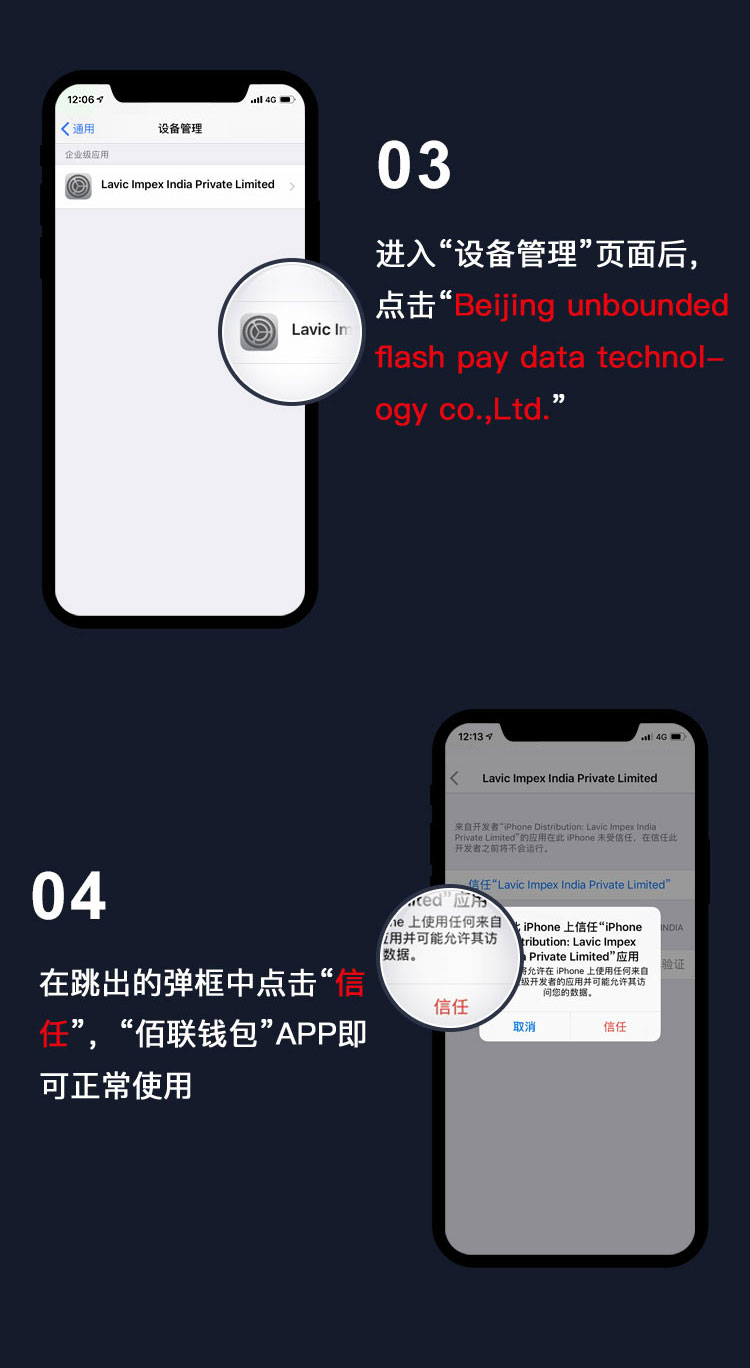 12:06
4G
通用
设备管理
企业级应用
Lavic Impex India Private Limited
Lavic Im
03
进入“设备管理”页面后,
点击“Beijing unbounded
flash pay data technol-
ogy co.,Ltd.”
12:13
4G
Lavic Impex India Private Limited
来自开发者“iPhone Distribution: Lavic Impex India
Private Limited”的应用在此 iPhone 未受信任，在信任此
开发者之前将不会运行。
信任“Lavic Impex India Private Limited”
INDIA
验证
iPhone 上信任“iPhone
tribution: Lavic Impex
Private Limited”应用
允许在 iPhone 上使用任何来自
级开发者的应用并可能允许其访
问您的数据。
取消
信任
ited”应用
ne 上使用任何来自
应用并可能允许其访
数据。
信任
04
在跳出的弹框中点击“信
任”，“佰联钱包”APP即
可正常使用